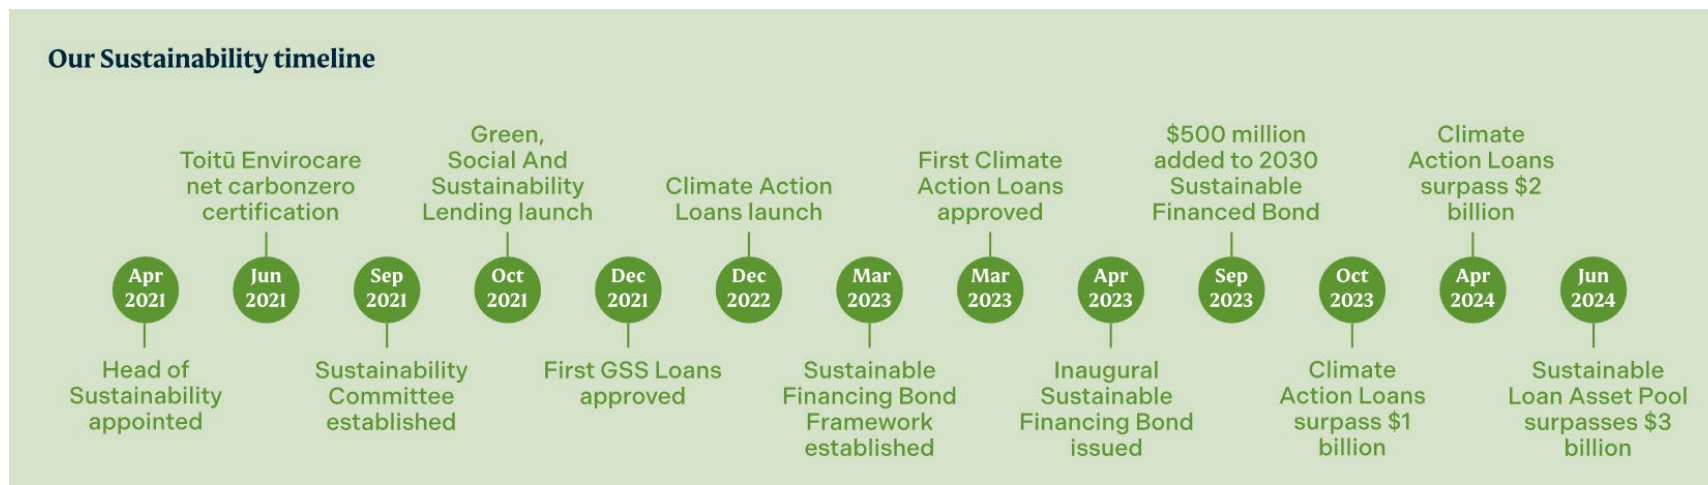 Our Sustainability timeline
Apr
2021
Head of
Sustainability
appointed
Toitū Envirocare
net carbonzero
certification
Jun
2021
Sep
2021
Sustainability
Committee
established
Green,
Social And
Sustainability
Lending launch
Oct
2021
Dec
2021
First GSS Loans
approved
Climate Action
Loans launch
Dec
2022
Mar
2023
Sustainable
Financing Bond
Framework
established
First Climate
Action Loans
approved
Mar
2023
Apr
2023
Inaugural
Sustainable
Financing Bond
issued
$500 million
added to 2030
Sustainable
Financed Bond
Sep
2023
Oct
2023
Climate
Action Loans
surpass $1
billion
Climate
Action Loans
surpass $2
billion
Apr
2024
Jun
2024
Sustainable
Loan Asset Pool
surpasses $3
billion